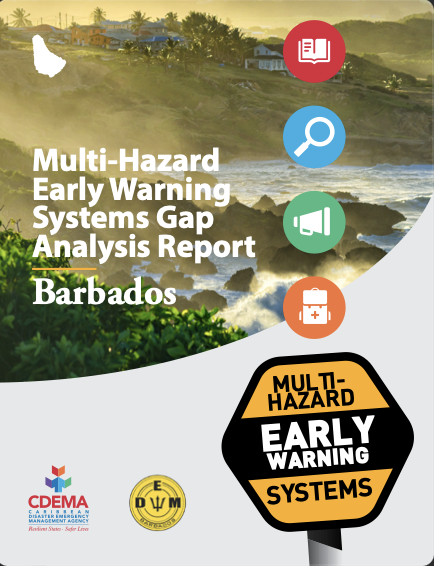 Multi-Hazard
Early Warning
Systems Gap
Analysis Report
Barbados
MULTI-
HAZARD
EARLY
WARNING
SYSTEMS
CDEMA
CARIBBEAN
DISASTER EMERGENCY
MANAGEMENT AGENCY
Resilient States - Safer Lives
E
D M
BARBADOS